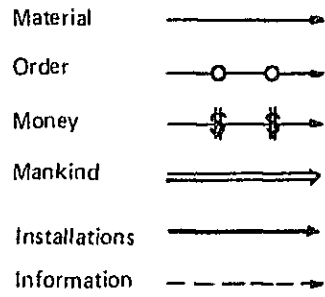 Material
Order
Money $ $
Mankind
Installations
Information